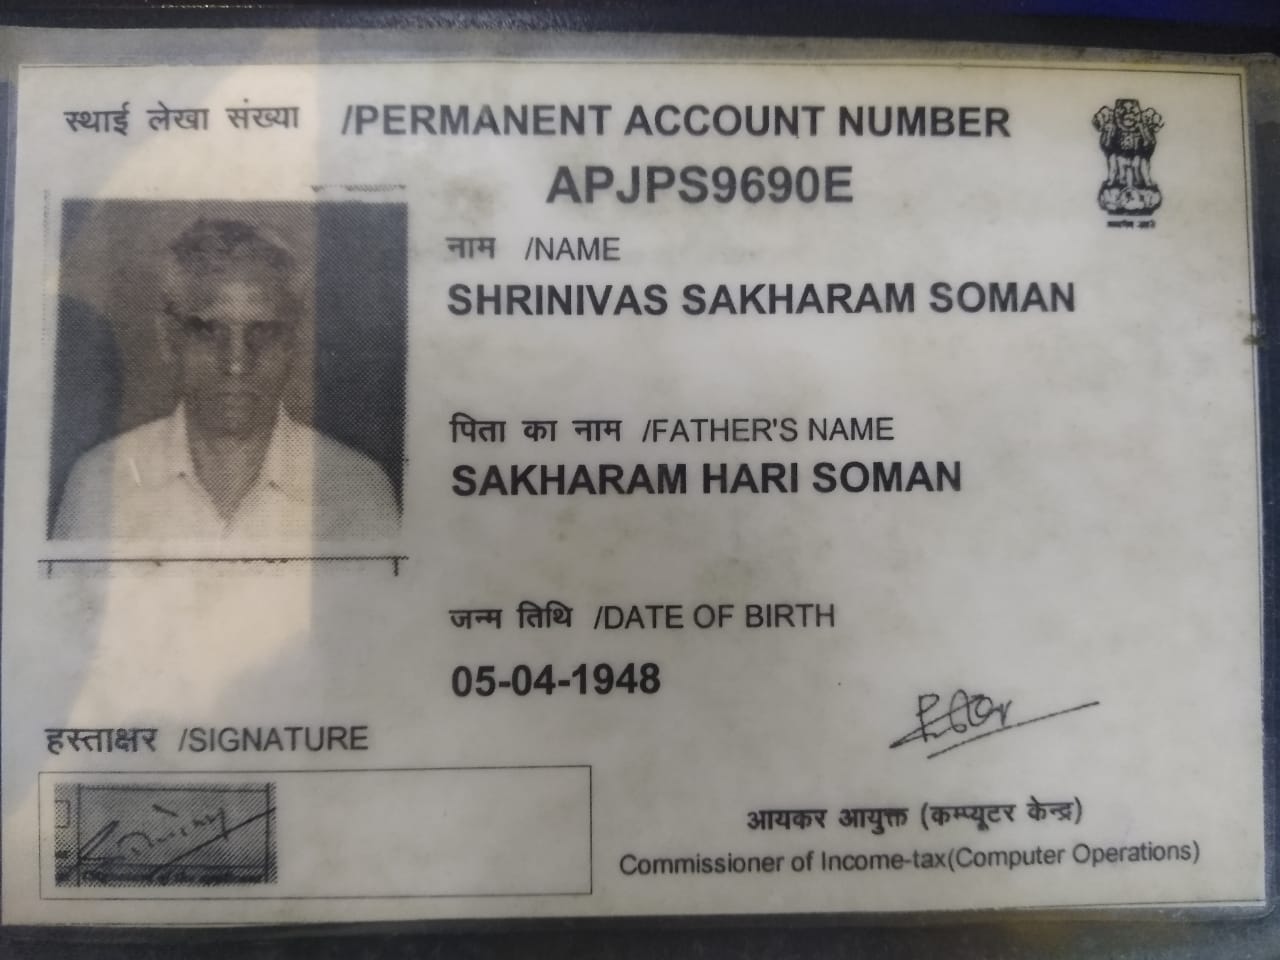 स्थाई लेखा संख्या /PERMANENT ACCOUNT NUMBER
APJPS9690E
नाम /NAME
SHRINIVAS SAKHARAM SOMAN
पिता का नाम /FATHER'S NAME
SAKHARAM HARI SOMAN
जन्म तिथि /DATE OF BIRTH
05-04-1948
हस्ताक्षर /SIGNATURE
आयकर आयुक्त (कम्प्यूटर केन्द्र)
Commissioner of Income-tax(Computer Operations)